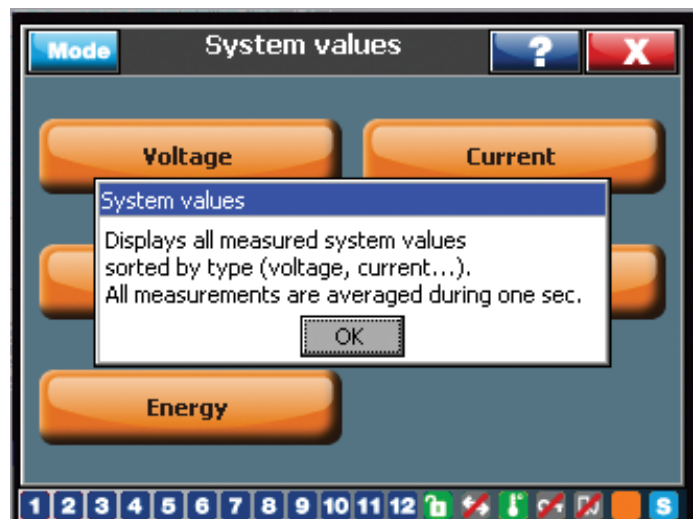 Mode System values ? X
Voltage Current
System values
Displays all measured system values
sorted by type (voltage, current...).
All measurements are averaged during one sec.
OK
Energy
1 2 3 4 5 6 7 8 9 10 11 12 S